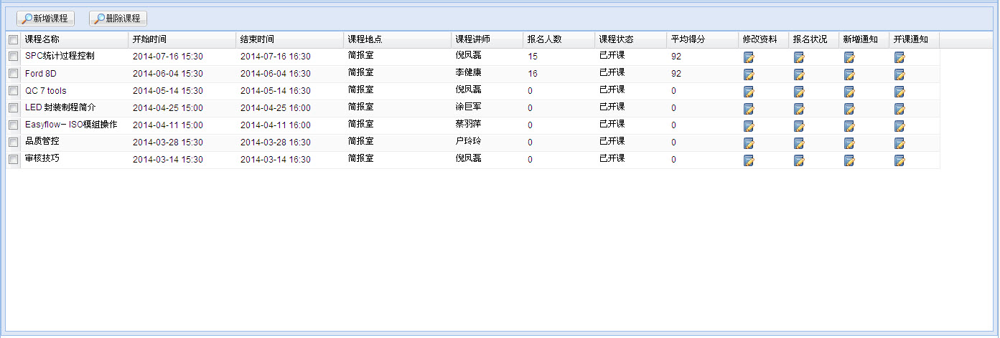 新增课程 删除课程
课程名称 开始时间 结束时间 课程地点 课程讲师 报名人数 课程状态 平均得分 修改资料 报名状况 新增通知 开课通知
SPC统计过程控制 2014-07-16 15:30 2014-07-16 16:30 简报室 倪凤磊 15 已开课 92
Ford 8D 2014-06-04 15:30 2014-06-04 16:30 简报室 李健康 16 已开课 92
QC 7 tools 2014-05-14 15:30 2014-05-14 16:30 简报室 倪凤磊 0 已开课 0
LED 封装制程简介 2014-04-25 15:00 2014-04-25 16:00 简报室 涂巨军 0 已开课 0
Easyflow– ISO模组操作 2014-04-11 15:00 2014-04-11 16:00 简报室 蔡羽萍 0 已开课 0
品质管控 2014-03-28 15:30 2014-03-28 16:30 简报室 户玲玲 0 已开课 0
审核技巧 2014-03-14 15:30 2014-03-14 16:30 简报室 倪凤磊 0 已开课 0